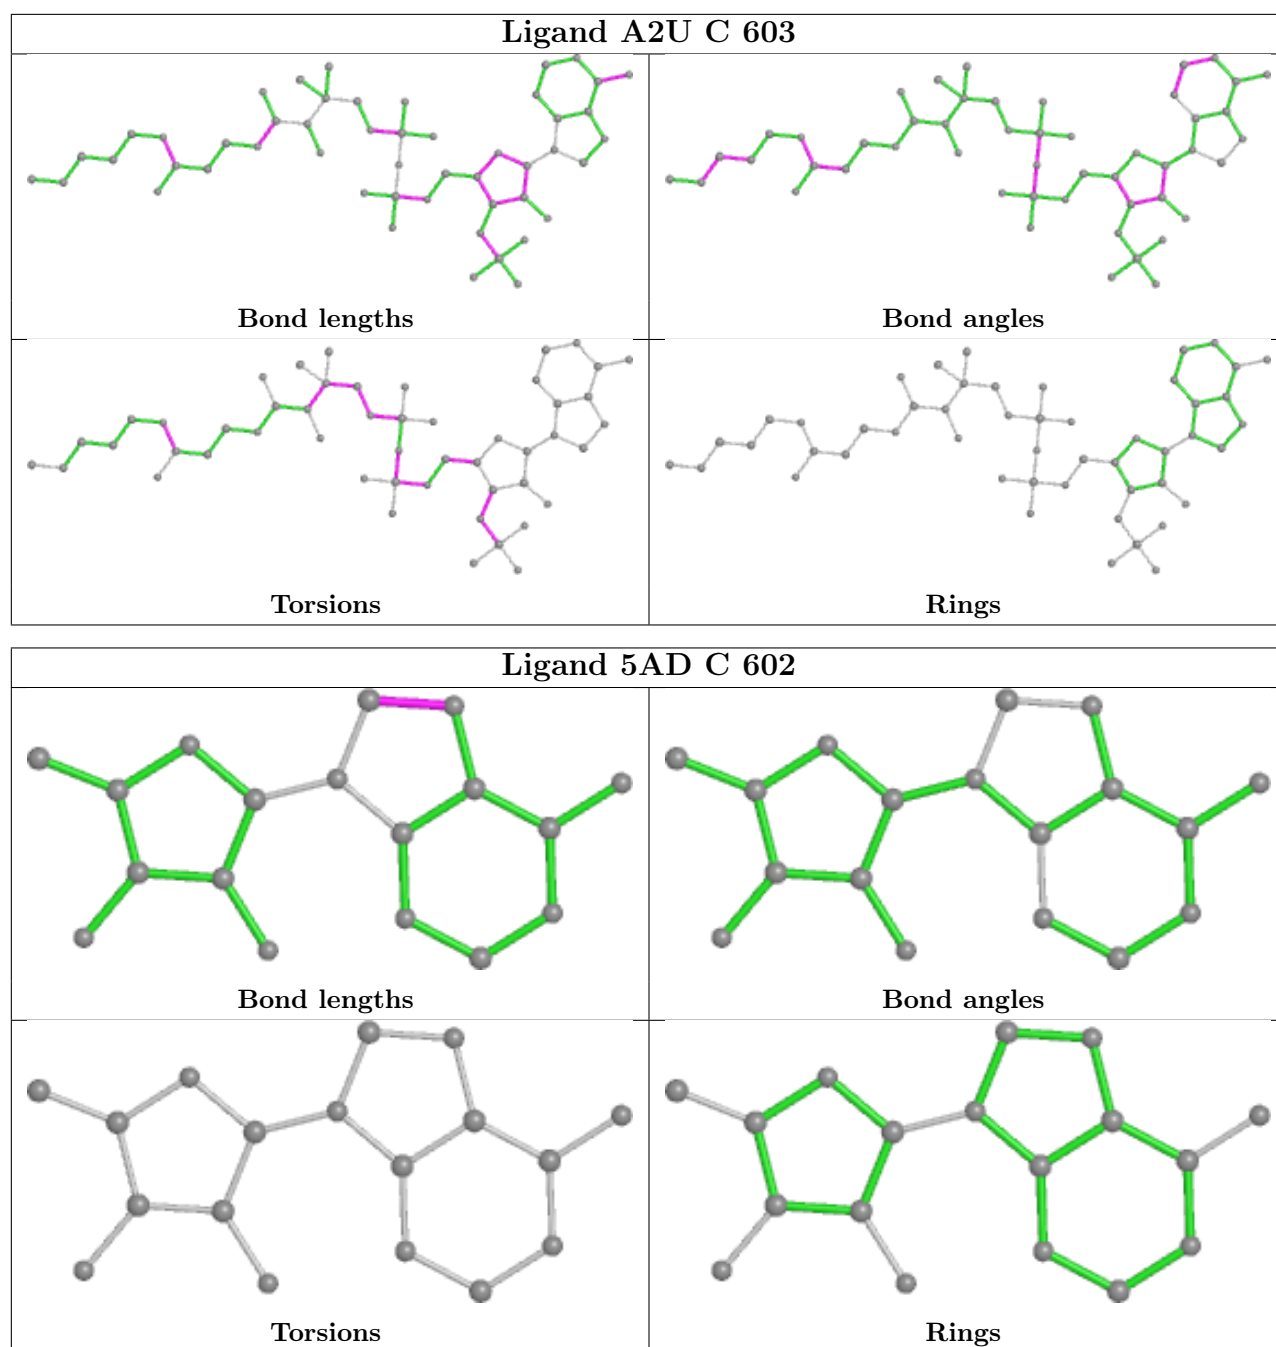 Ligand A2U C 603
Bond lengths
Bond angles
Torsions
Rings
Ligand 5AD C 602
Bond lengths
Bond angles
Torsions
Rings